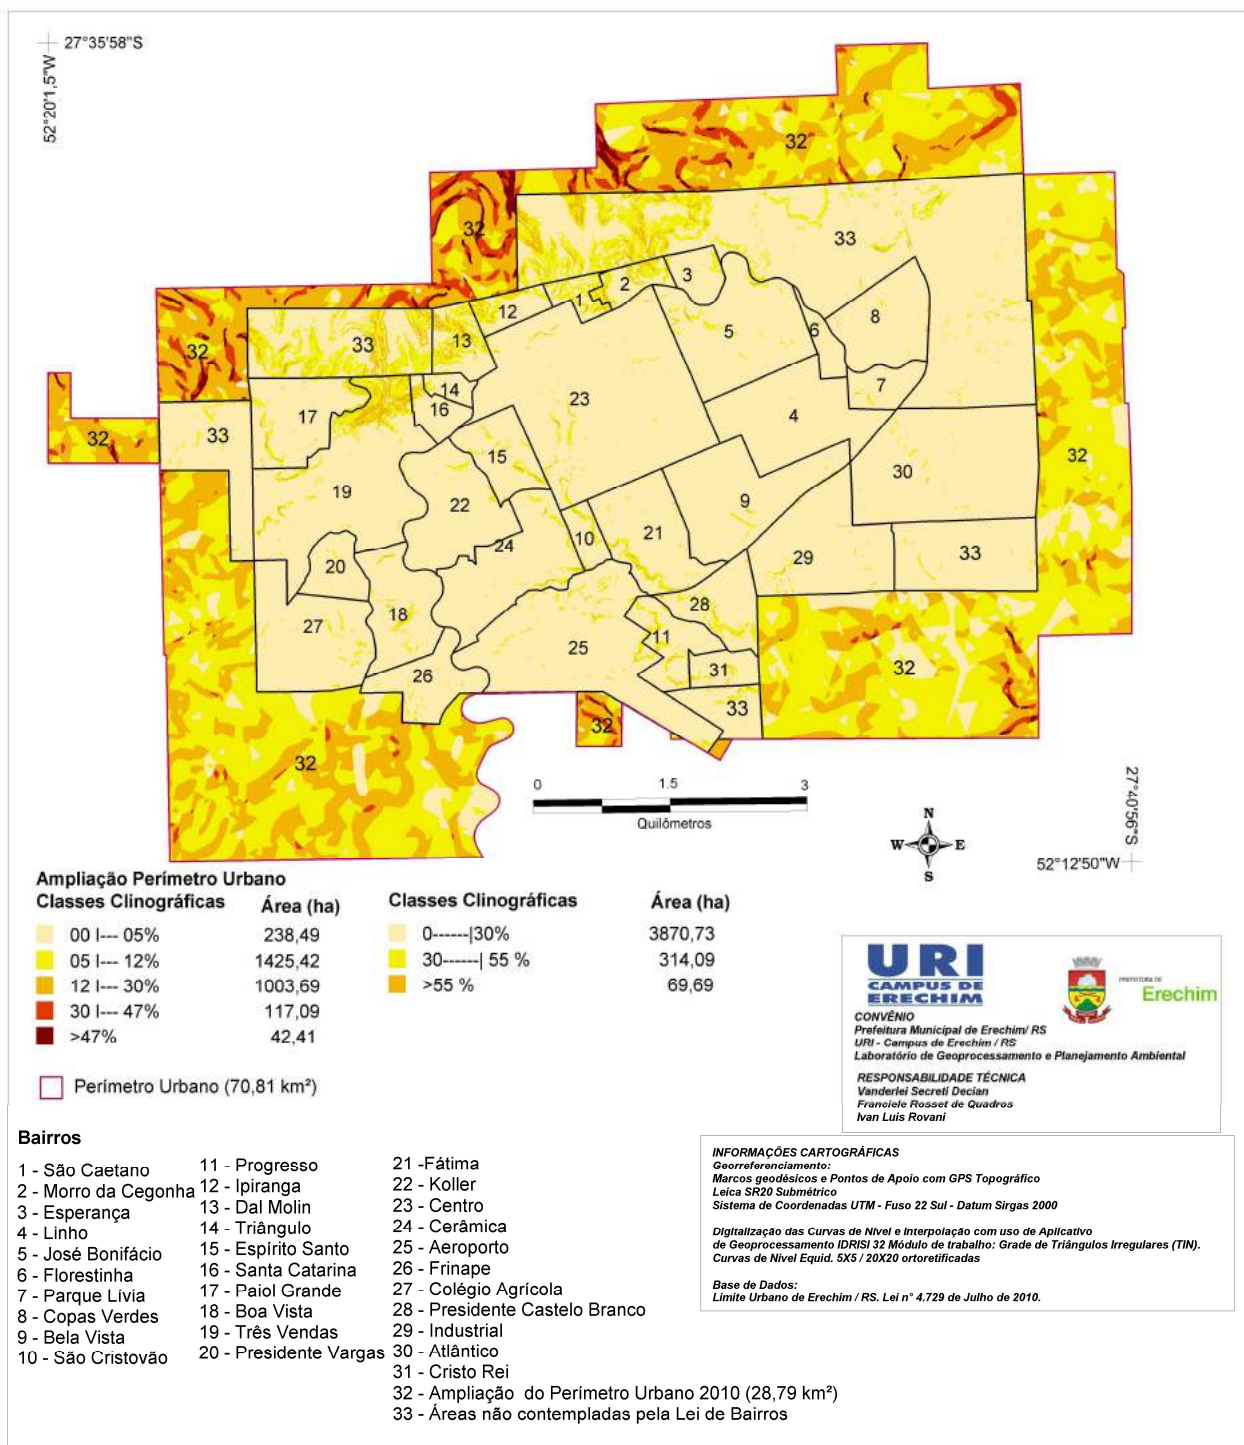 27°35'58"S
52°20'1,5"W
32
32
33
3
2
1
12
8
6
5
33
13
32
7
14
16
23
17
4
33
32
32
15
30
19
22
9
21
10
24
33
29
20
28
18
27
11
25
31
26
32
33
32
32
0 1.5 3
Quilômetros
27°40'56"S
N
W E
S
52°12'50"W
Ampliação Perímetro Urbano
Classes Clinográficas Área (ha)
00 I--- 05% 238,49
05 I--- 12% 1425,42
12 I--- 30% 1003,69
30 I--- 47% 117,09
>47% 42,41
Perímetro Urbano (70,81 km²)
Classes Clinográficas Área (ha)
0------|30% 3870,73
30------| 55 % 314,09
>55 % 69,69
URI
CAMPUS DE
ERECHIM
PREFEITURA DE
Erechim
CONVÊNIO
Prefeitura Municipal de Erechim/ RS
URI - Campus de Erechim / RS
Laboratório de Geoprocessamento e Planejamento Ambiental
RESPONSABILIDADE TÉCNICA
Vanderlei Secreti Decian
Franciele Rosset de Quadros
Ivan Luis Rovani
Bairros
1 - São Caetano
2 - Morro da Cegonha
3 - Esperança
4 - Linho
5 - José Bonifácio
6 - Florestinha
7 - Parque Lívia
8 - Copas Verdes
9 - Bela Vista
10 - São Cristovão
11 - Progresso
12 - Ipiranga
13 - Dal Molin
14 - Triângulo
15 - Espírito Santo
16 - Santa Catarina
17 - Paiol Grande
18 - Boa Vista
19 - Três Vendas
20 - Presidente Vargas
21 -Fátima
22 - Koller
23 - Centro
24 - Cerâmica
25 - Aeroporto
26 - Frinape
27 - Colégio Agrícola
28 - Presidente Castelo Branco
29 - Industrial
30 - Atlântico
31 - Cristo Rei
32 - Ampliação do Perímetro Urbano 2010 (28,79 km²)
33 - Áreas não contempladas pela Lei de Bairros
INFORMAÇÕES CARTOGRÁFICAS
Georreferenciamento:
Marcos geodésicos e Pontos de Apoio com GPS Topográfico
Leica SR20 Submétrico
Sistema de Coordenadas UTM - Fuso 22 Sul - Datum Sirgas 2000
Digitalização das Curvas de Nível e Interpolação com uso de Aplicativo
de Geoprocessamento IDRISI 32 Módulo de trabalho: Grade de Triângulos Irregulares (TIN).
Curvas de Nível Equid. 5X5 / 20X20 ortoretificadas
Base de Dados:
Limite Urbano de Erechim / RS. Lei n° 4.729 de Julho de 2010.